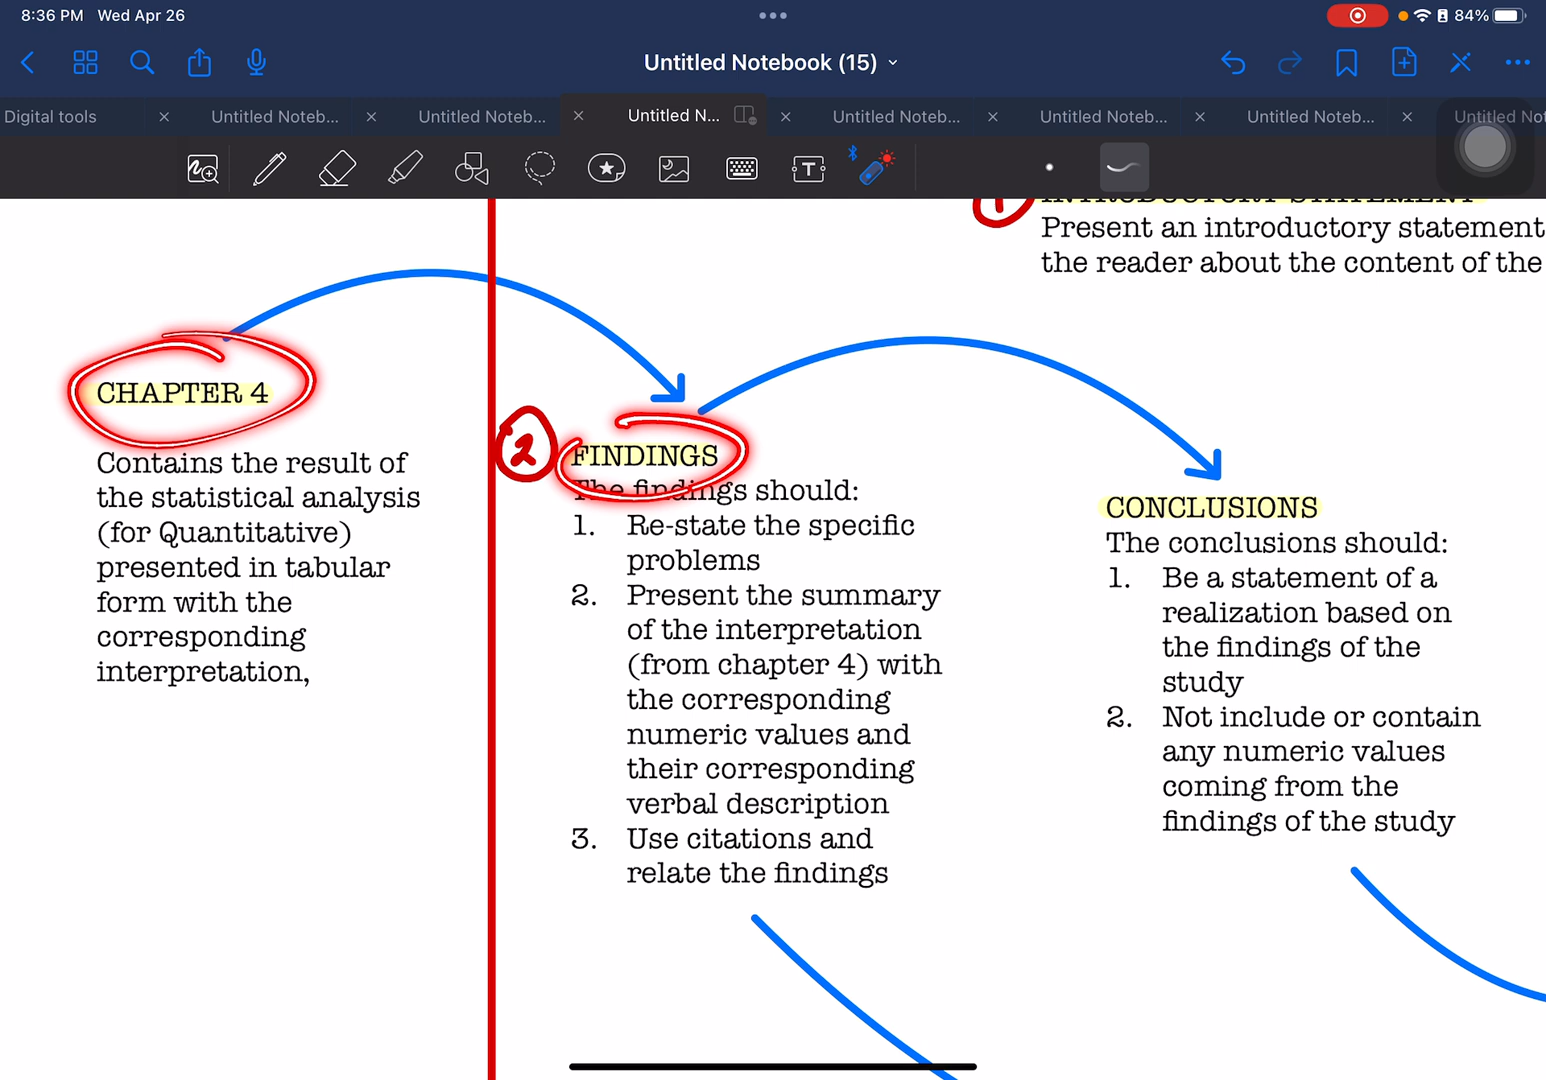 8:36 PM Wed Apr 26
84%
Untitled Notebook (15)
Digital tools
Untitled Noteb...
Untitled Noteb...
Untitled N...
Untitled Noteb...
Untitled Noteb...
Untitled Noteb...
Untitled Not
T
1
INTRODUCTORY STATEMENT
Present an introductory statement
the reader about the content of the
CHAPTER 4
Contains the result of
the statistical analysis
(for Quantitative)
presented in tabular
form with the
corresponding
interpretation,
2
FINDINGS
The findings should:
1. Re-state the specific
problems
2. Present the summary
of the interpretation
(from chapter 4) with
the corresponding
numeric values and
their corresponding
verbal description
3. Use citations and
relate the findings
CONCLUSIONS
The conclusions should:
1. Be a statement of a
realization based on
the findings of the
study
2. Not include or contain
any numeric values
coming from the
findings of the study